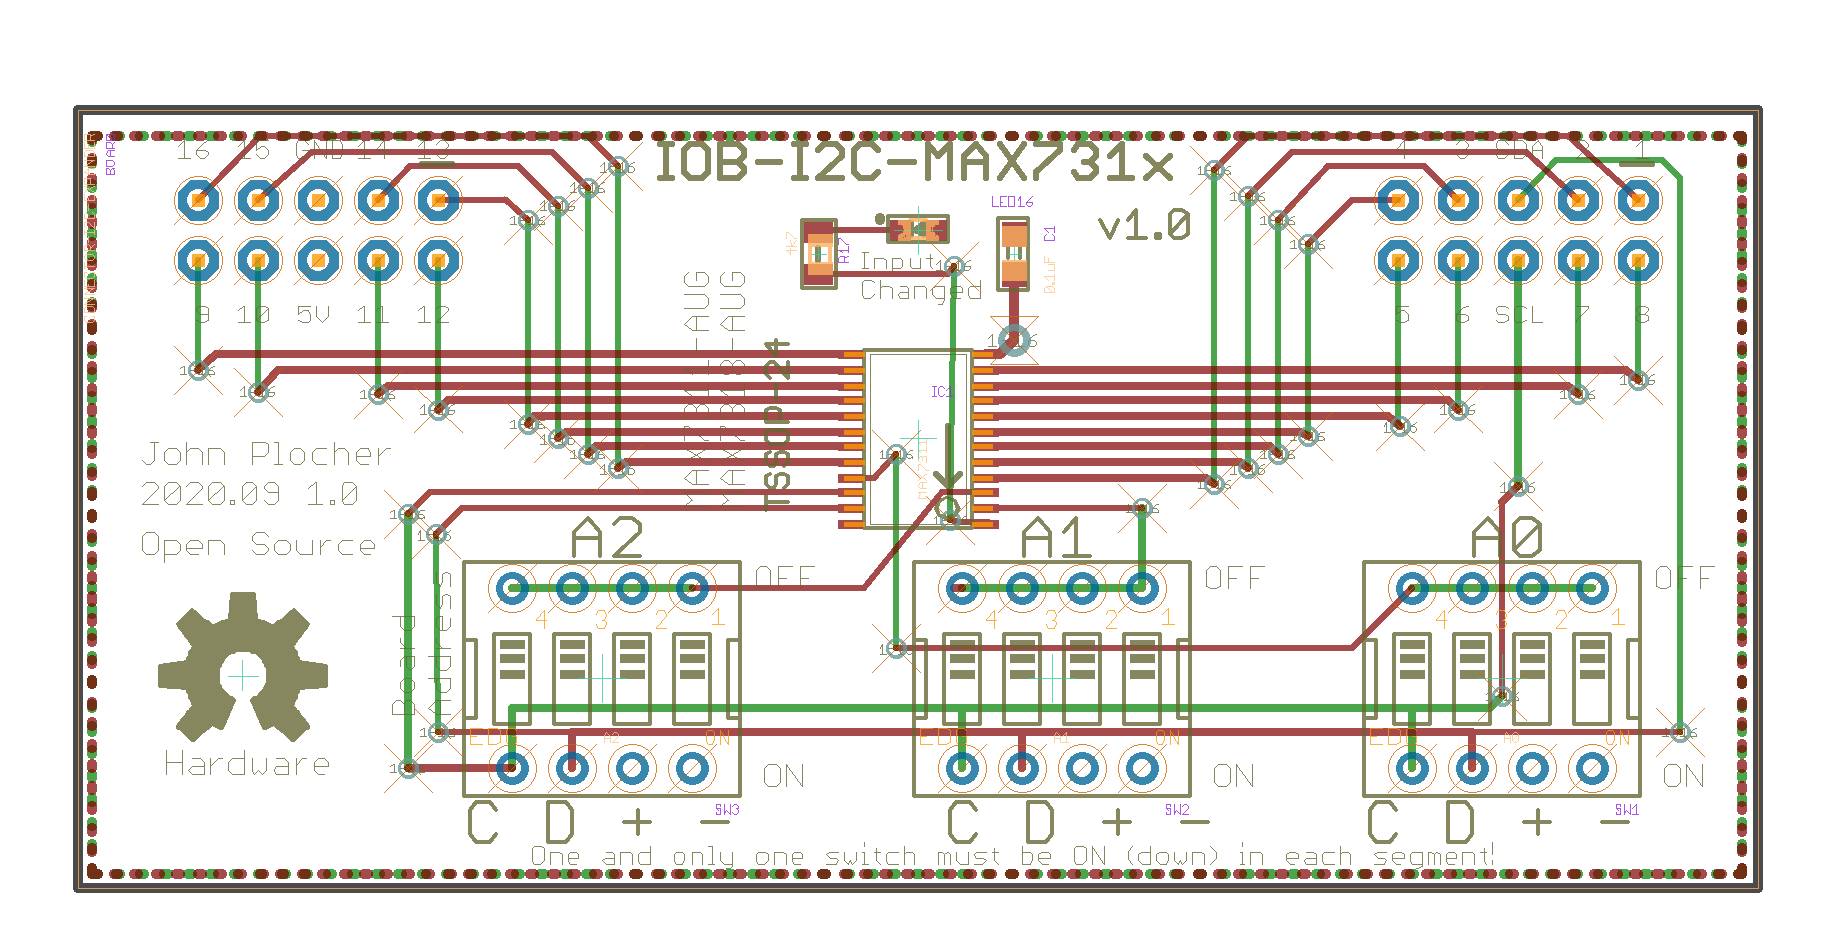 16 15 GND 14 13
IOB-I2C-MAX731x
4 3 SDA 2 1
BOARD
LED16
v1.0
4k7
R17
C1
0.1uF
Input
Changed
9 10 5V 11 12
5 6 SCL 7 8
MAX7311-AUG
MAX7318-AUG
TSSOP-24
IC1
MAX7311
John Plocher
2020.09 1.0
Open Source
Hardware
Board
Address
A2
A1
A0
OFF
OFF
OFF
4 3 2 1
4 3 2 1
4 3 2 1
EDG A2 ON
EDG A1 ON
EDG A0 ON
ON
ON
ON
SW3
SW2
SW1
C D + -
C D + -
C D + -
One and only one switch must be ON (down) in each segment!